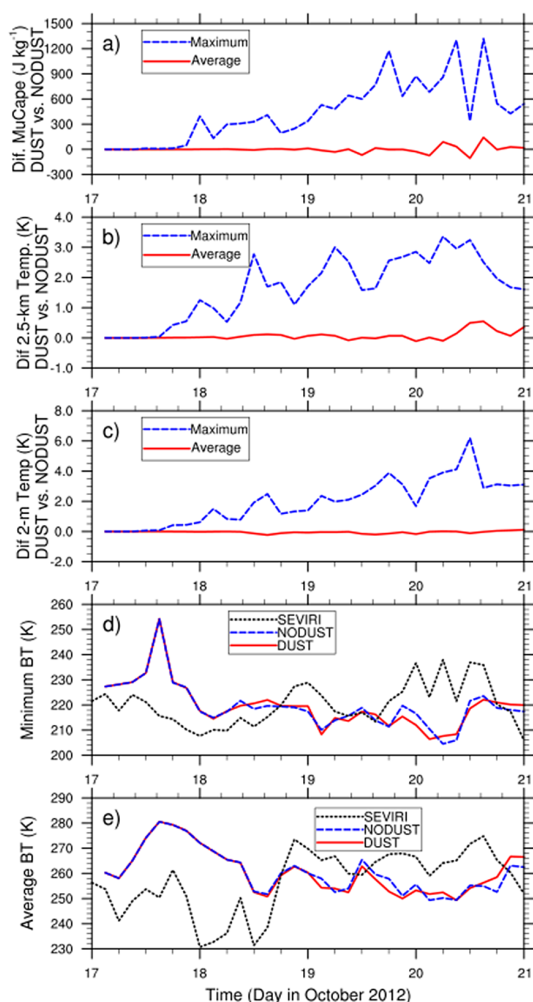 Dif. MuCape (J kg⁻¹)
DUST vs. NODUST
1500
1200
900
600
300
0
-300
a)
Maximum
Average
17 18 19 20 21
Dif 2.5-km Temp. (K)
DUST vs. NODUST
4.0
3.0
2.0
1.0
0.0
-1.0
b)
Maximum
Average
17 18 19 20 21
Dif 2-m Temp (K)
DUST vs. NODUST
8.0
6.0
4.0
2.0
0.0
-2.0
c)
Maximum
Average
17 18 19 20 21
Minimum BT (K)
260
250
240
230
220
210
200
d)
SEVIRI
NODUST
DUST
17 18 19 20 21
Average BT (K)
290
280
270
260
250
240
230
e)
SEVIRI
NODUST
DUST
17 18 19 20 21
Time (Day in October 2012)